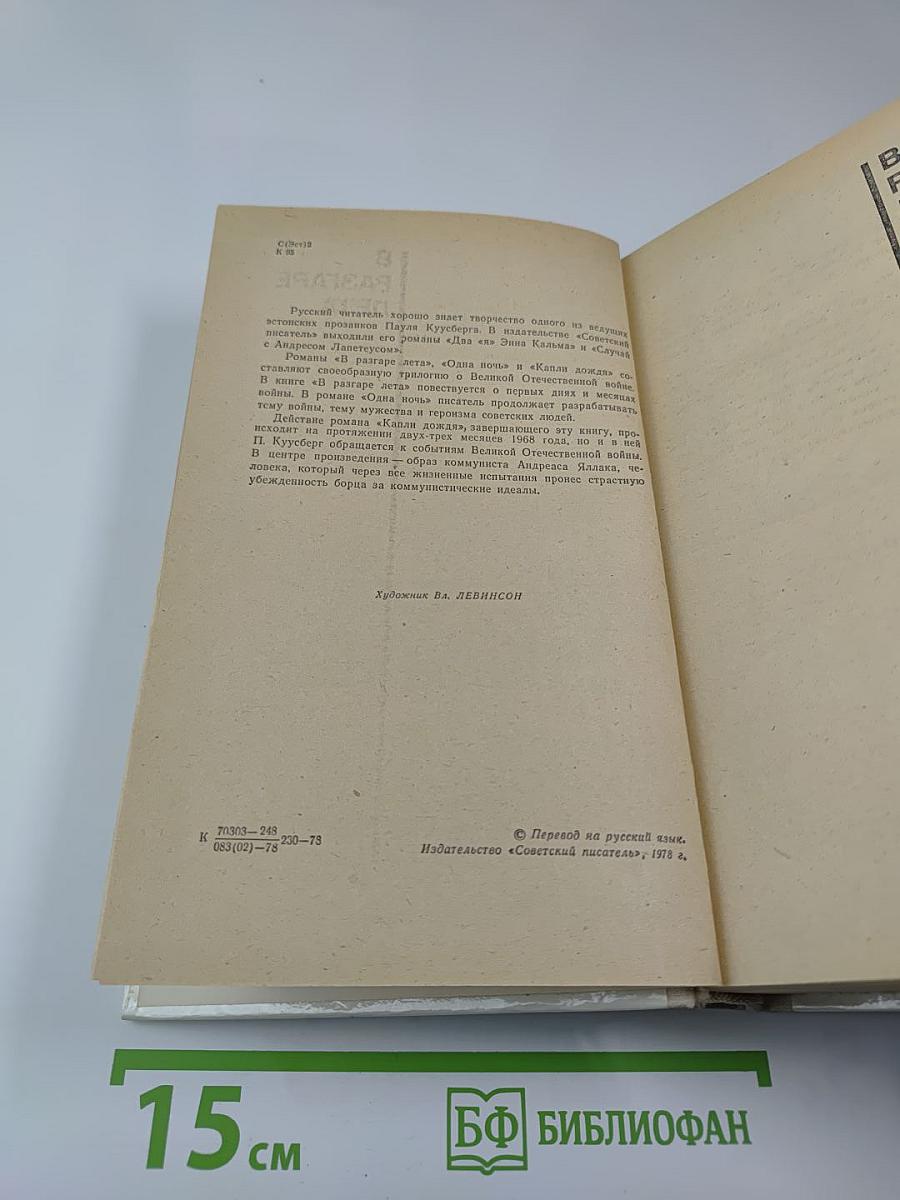 С(Эст)2
К 95
Русский читатель хорошо знает творчество одного из ведущих
эстонских прозаиков Пауля Куусберга. В издательстве «Советский
писатель» выходили его романы «Два «я» Энна Кальма» и «Случай
с Андресом Лапетеусом».
Романы «В разгаре лета», «Одна ночь» и «Капли дождя» со-
ставляют своеобразную трилогию о Великой Отечественной войне.
В книге «В разгаре лета» повествуется о первых днях и месяцах
войны. В романе «Одна ночь» писатель продолжает разрабатывать
тему войны, тему мужества и героизма советских людей.
Действие романа «Капли дождя», завершающего эту книгу, про-
исходит на протяжении двух-трех месяцев 1968 года, но и в ней
П. Куусберг обращается к событиям Великой Отечественной войны.
В центре произведения — образ коммуниста Андреаса Яллака, че-
ловека, который через все жизненные испытания пронес страстную
убежденность борца за коммунистические идеалы.
Художник Вл. ЛЕВИНСОН
К 70303—248 230—78
083(02)—78
© Перевод на русский язык.
Издательство «Советский писатель», 1978 г.
15 см
БФ БИБЛИОФАН